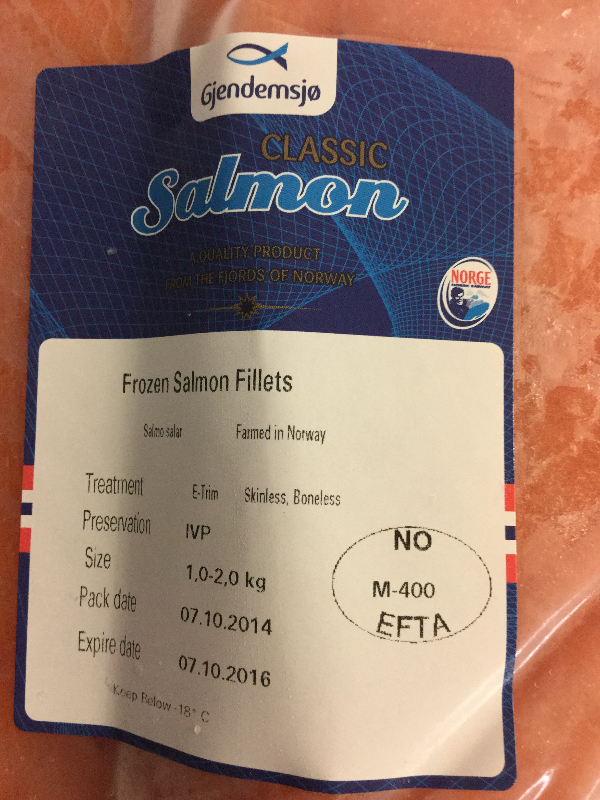 Gjendemsjø
CLASSIC
Salmon
A QUALITY PRODUCT
FROM THE FJORDS OF NORWAY
NORGE
Frozen Salmon Fillets
Salmo salar Farmed in Norway
Treatment E-Trim Skinless, Boneless
Preservation IVP
Size 1,0-2,0 kg
Pack date 07.10.2014
Expire date 07.10.2016
Keep Below -18° C
NO
M-400
EFTA